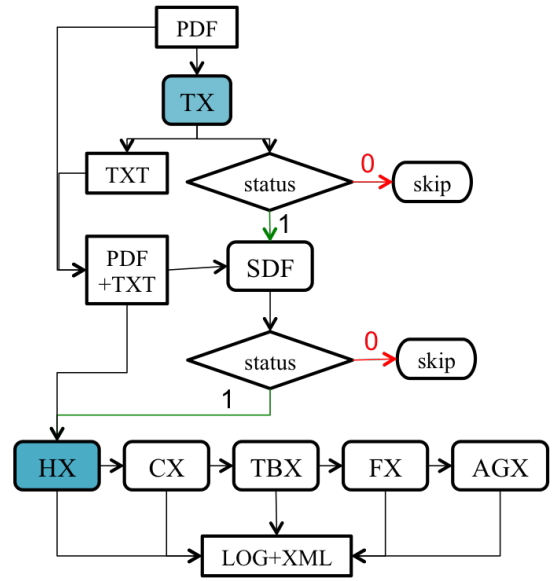 PDF
TX
TXT
status
0
skip
1
PDF
+TXT
SDF
status
0
skip
1
HX
CX
TBX
FX
AGX
LOG+XML